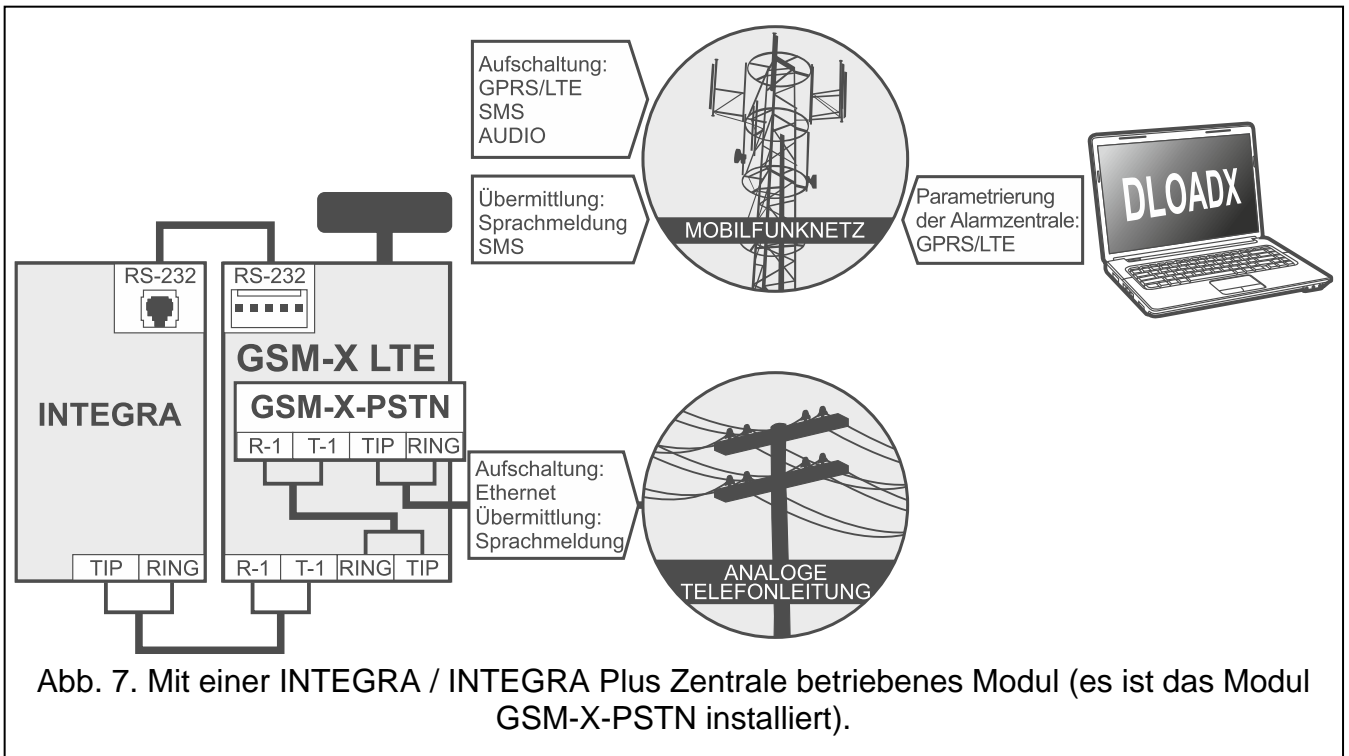 Aufschaltung:
GPRS/LTE
SMS
AUDIO
Übermittlung:
Sprachmeldung
SMS
MOBILFUNKNETZ
Parametrierung
der Alarmzentrale:
GPRS/LTE
DLOADX
RS-232
RS-232
INTEGRA
GSM-X LTE
GSM-X-PSTN
R-1 T-1 TIP RING
Aufschaltung:
Ethernet
Übermittlung:
Sprachmeldung
ANALOGE
TELEFONLEITUNG
TIP RING
R-1 T-1 RING TIP
Abb. 7. Mit einer INTEGRA / INTEGRA Plus Zentrale betriebenes Modul (es ist das Modul
GSM-X-PSTN installiert).